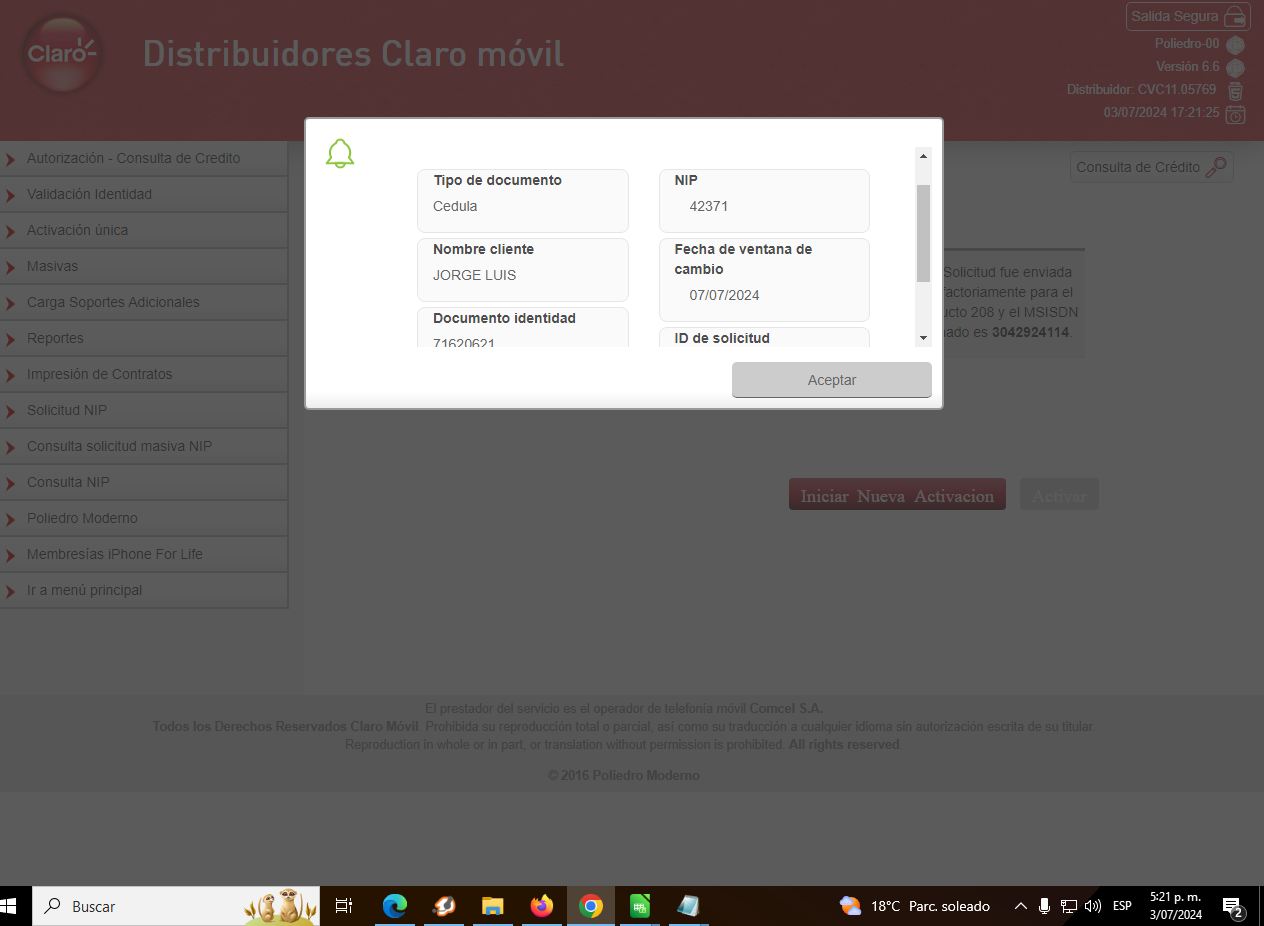 Claro
Distribuidores Claro móvil
Salida Segura
Poliedro-00
Versión 6.6
Distribuidor: CVC11.05769
03/07/2024 17:21:25
Autorización - Consulta de Credito
Validación Identidad
Activación única
Masivas
Carga Soportes Adicionales
Reportes
Impresión de Contratos
Solicitud NIP
Consulta solicitud masiva NIP
Consulta NIP
Poliedro Moderno
Membresías iPhone For Life
Ir a menú principal
Consulta de Crédito
Tipo de documento
Cedula
NIP
42371
Nombre cliente
JORGE LUIS
Fecha de ventana de
cambio
07/07/2024
Documento identidad
71620621
ID de solicitud
Aceptar
Solicitud fue enviada
factoriamente para el
ucto 208 y el MSISDN
nado es 3042924114.
Iniciar Nueva Activacion
Activar
El prestador del servicio es el operador de telefonía móvil Comcel S.A.
Todos los Derechos Reservados Claro Móvil. Prohibida su reproducción total o parcial, así como su traducción a cualquier idioma sin autorización escrita de su titular.
Reproduction in whole or in part, or translation without permission is prohibited. All rights reserved.
© 2016 Poliedro Moderno
Buscar
18°C Parc. soleado
ESP
5:21 p. m.
3/07/2024
2